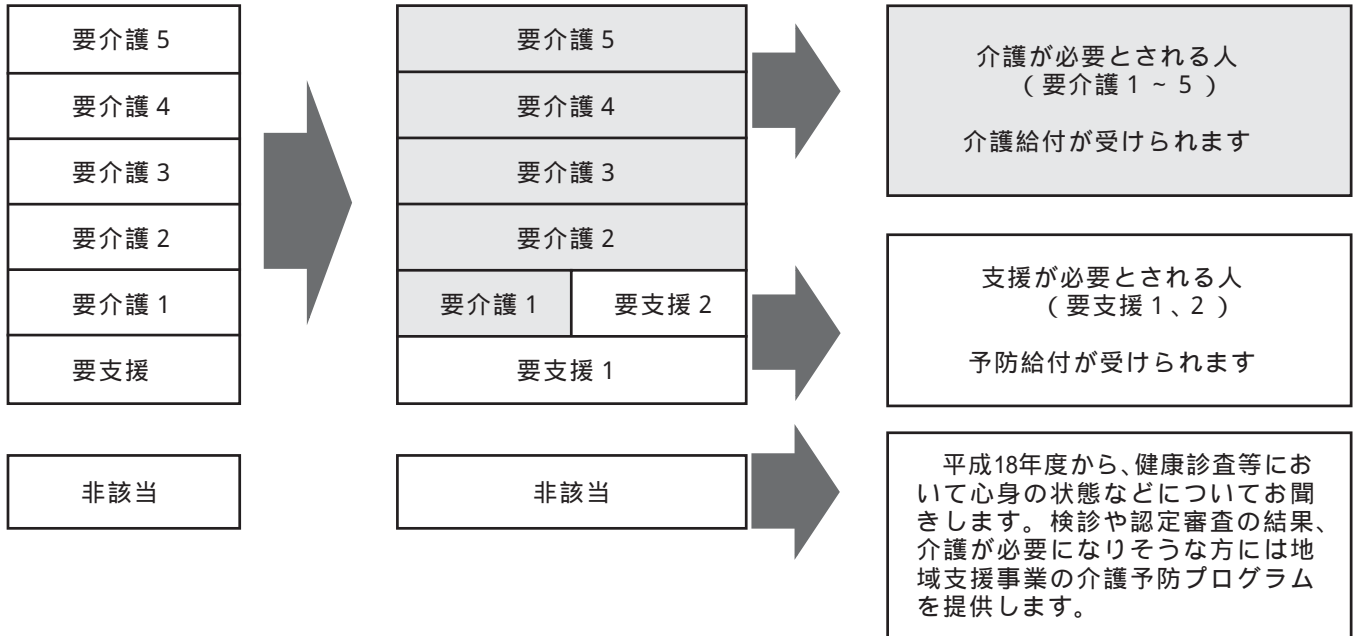 要介護５
要介護４
要介護３
要介護２
要介護１
要支援
非該当
要介護５
要介護４
要介護３
要介護２
要介護１
要支援２
要支援１
非該当
介護が必要とされる人
（要介護１～５）
介護給付が受けられます
支援が必要とされる人
（要支援１、２）
予防給付が受けられます
平成18年度から、健康診査等にお
いて心身の状態などについてお聞
きします。検診や認定審査の結果、
介護が必要になりそうな方には地
域支援事業の介護予防プログラム
を提供します。